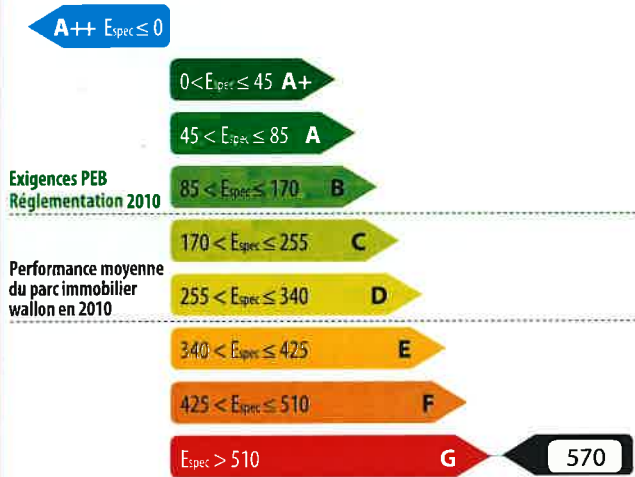 A++ Espec ≤ 0
0 < Espec ≤ 45 A+
45 < Espec ≤ 85 A
Exigences PEB
Réglementation 2010
85 < Espec ≤ 170 B
170 < Espec ≤ 255 C
Performance moyenne
du parc immobilier
wallon en 2010
255 < Espec ≤ 340 D
340 < Espec ≤ 425 E
425 < Espec ≤ 510 F
Espec > 510 G
570